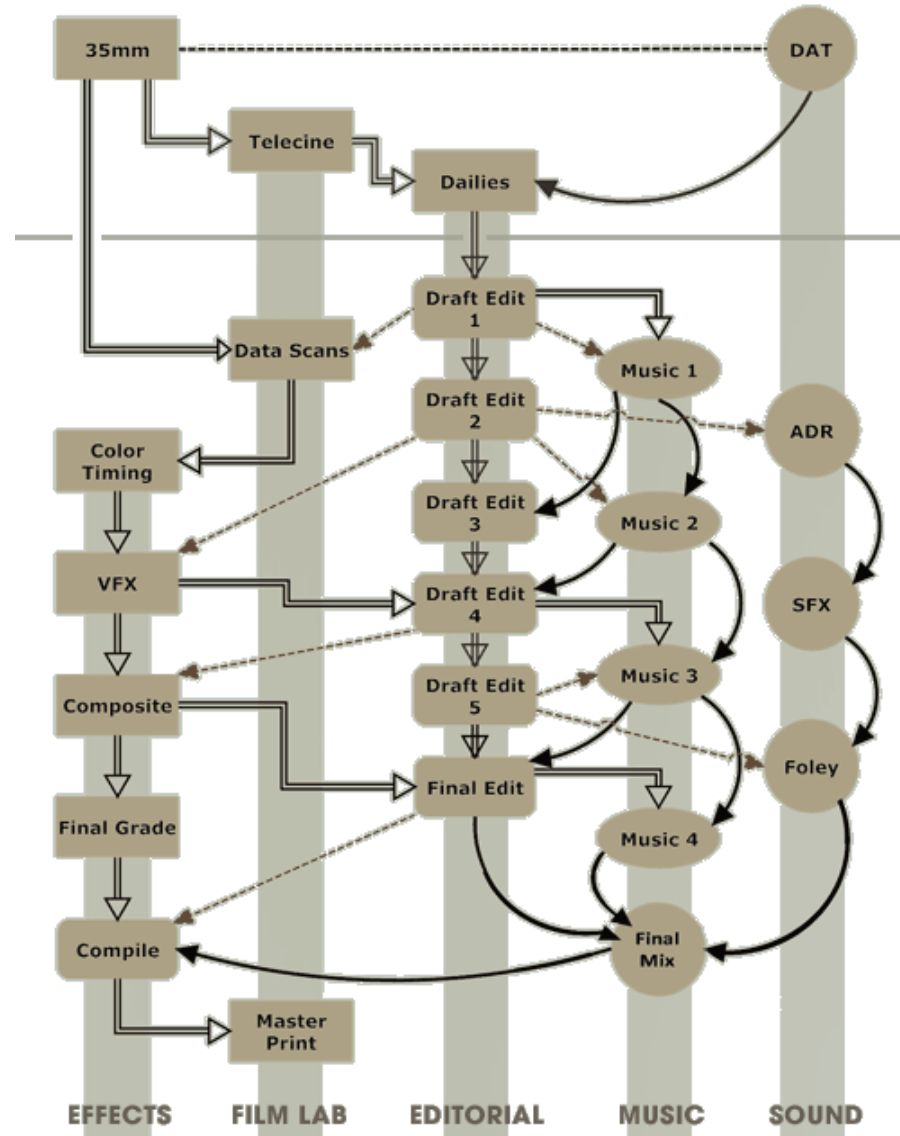 35mm
DAT
Telecine
Dailies
Draft Edit
1
Data Scans
Music 1
Draft Edit
2
ADR
Color
Timing
Draft Edit
3
Music 2
VFX
Draft Edit
4
SFX
Music 3
Draft Edit
5
Composite
Foley
Final Edit
Final Grade
Music 4
Compile
Final
Mix
Master
Print
EFFECTS FILM LAB EDITORIAL MUSIC SOUND